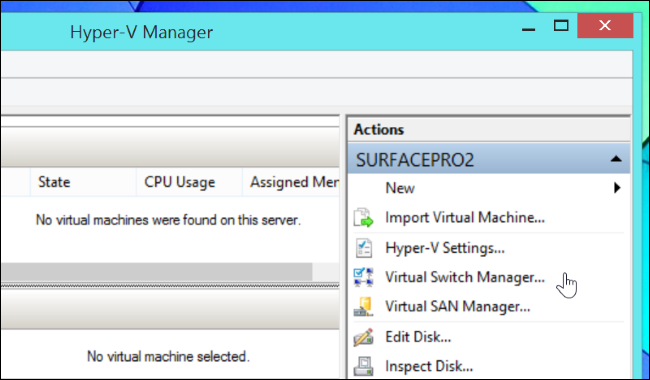 Hyper-V Manager
Actions
SURFACEPRO2
New
State CPU Usage Assigned Mer
Import Virtual Machine...
No virtual machines were found on this server.
Hyper-V Settings...
Virtual Switch Manager...
Virtual SAN Manager...
Edit Disk...
No virtual machine selected.
Inspect Disk...